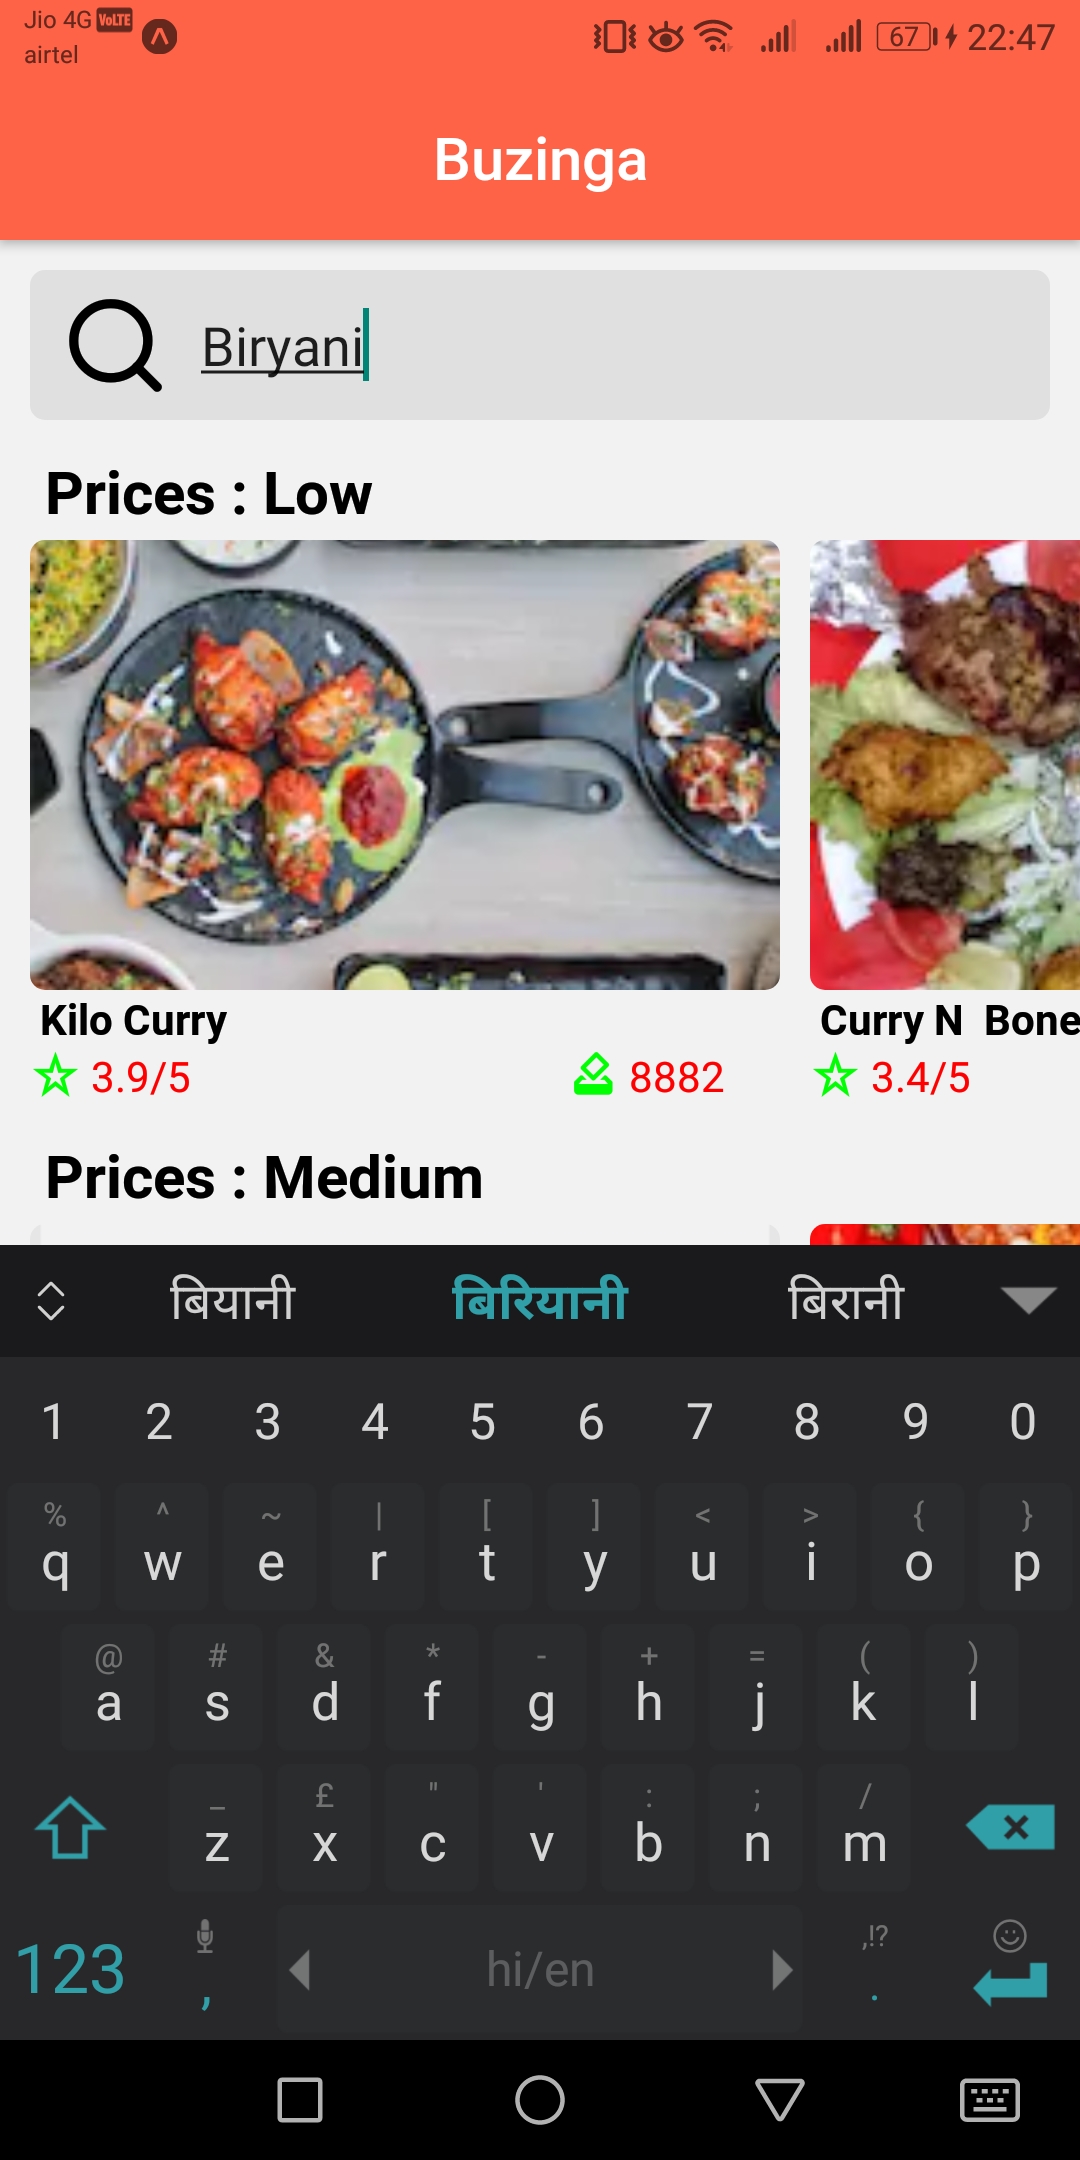 Jio 4G VoLTE
airtel
67 22:47
Buzinga
Biryani
Prices : Low
Kilo Curry
3.9/5 8882
Curry N Bone
3.4/5
Prices : Medium
बियानी बिरियानी बिरानी
1 2 3 4 5 6 7 8 9 0
% ^ ~ | [ ] < > { }
q w e r t y u i o p
@ # & * - + = ( )
a s d f g h j k l
_ £ " ' : ; /
z x c v b n m
,!?
123 , hi/en .